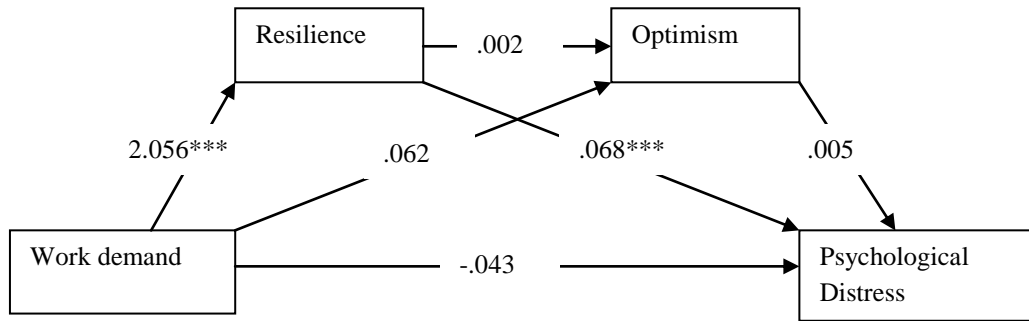 Resilience
.002
Optimism
2.056***
.062
.068***
.005
Work demand
-.043
Psychological
Distress